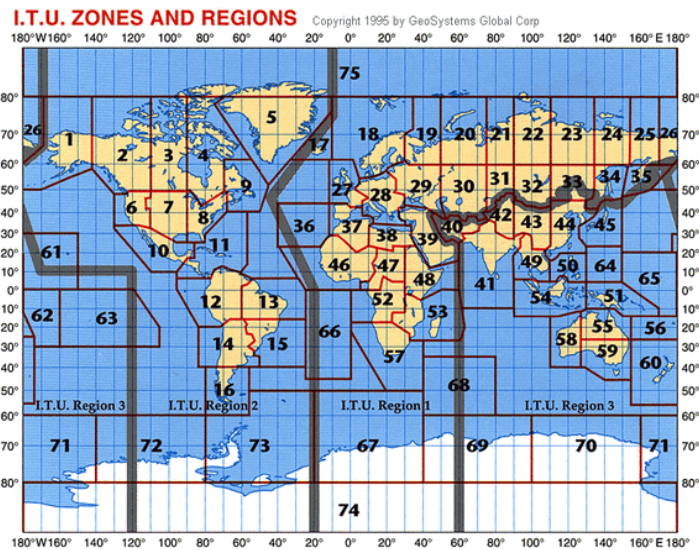 I.T.U. ZONES AND REGIONS Copyright 1995 by GeoSystems Global Corp
180°W160° 140° 120° 100° 80° 60° 40° 20° 0° 20° 40° 60° 80° 100° 120° 140° 160° E 180°
75
80° 80°
5
26 1 2 3 4 17 18 19 20 21 22 23 24 25 26
70° 70°
60° 60°
9 27 28 29 30 31 32 33 34 35
50° 50°
6 7 8 36 37 38 39 40 42 43 44 45
40° 40°
30° 30°
61 10 11 46 47 48 41 49 50 64 65
20° 20°
10° 10°
0° 0°
62 63 12 13 66 52 53 54 51
10° 10°
55 56
20° 20°
14 15 57 58 59 60
30° 30°
40° 40°
16 68
50° 50°
I.T.U. Region 3 I.T.U. Region 2 I.T.U. Region 1 I.T.U. Region 3
60° 60°
71 72 73 67 69 70 71
70° 70°
80° 80°
74
180°W160° 140° 120° 100° 80° 60° 40° 20° 0° 20° 40° 60° 80° 100° 120° 140° 160° E 180°